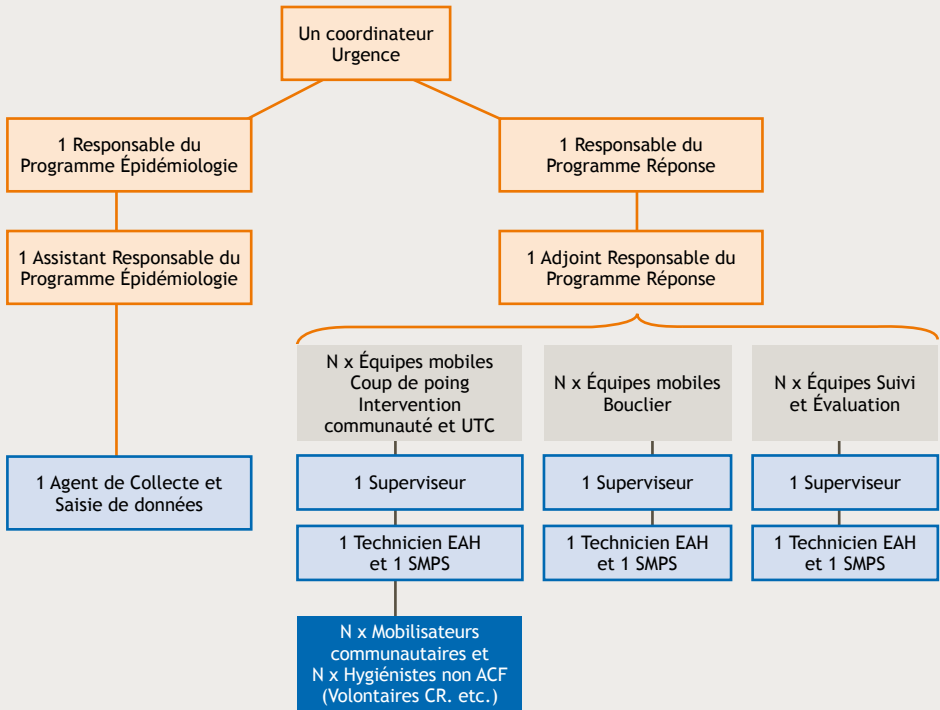 Un coordinateur
Urgence
1 Responsable du
Programme Épidémiologie
1 Responsable du
Programme Réponse
1 Assistant Responsable du
Programme Épidémiologie
1 Adjoint Responsable du
Programme Réponse
N x Équipes mobiles
Coup de poing
Intervention
communauté et UTC
N x Équipes mobiles
Bouclier
N x Équipes Suivi
et Évaluation
1 Agent de Collecte et
Saisie de données
1 Superviseur
1 Superviseur
1 Superviseur
1 Technicien EAH
et 1 SMPS
1 Technicien EAH
et 1 SMPS
1 Technicien EAH
et 1 SMPS
N x Mobilisateurs
communautaires et
N x Hygiénistes non ACF
(Volontaires CR. etc.)